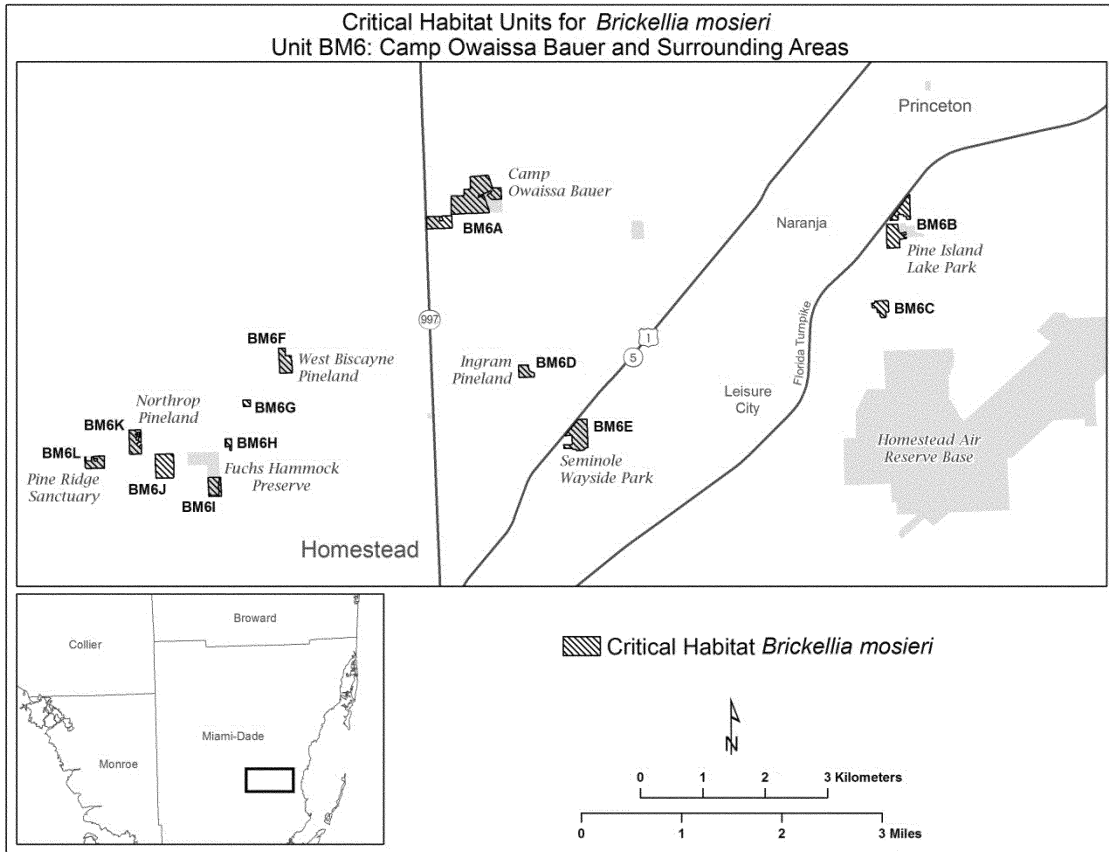 Critical Habitat Units for Brickellia mosieri
Unit BM6: Camp Owaissa Bauer and Surrounding Areas
Princeton
Camp
Owaissa Bauer
BM6A
Naranja
BM6B
Pine Island
Lake Park
BM6C
997
1
5
Florida Turnpike
BM6F
West Biscayne
Pineland
Ingram
Pineland
BM6D
Leisure
City
BM6G
Northrop
Pineland
BM6K
BM6H
BM6E
Seminole
Wayside Park
Homestead Air
Reserve Base
BM6L
Pine Ridge
Sanctuary
BM6J
BM6I
Fuchs Hammock
Preserve
Homestead
Broward
Collier
Miami-Dade
Monroe
Critical Habitat Brickellia mosieri
N
0 1 2 3 Kilometers
0 1 2 3 Miles